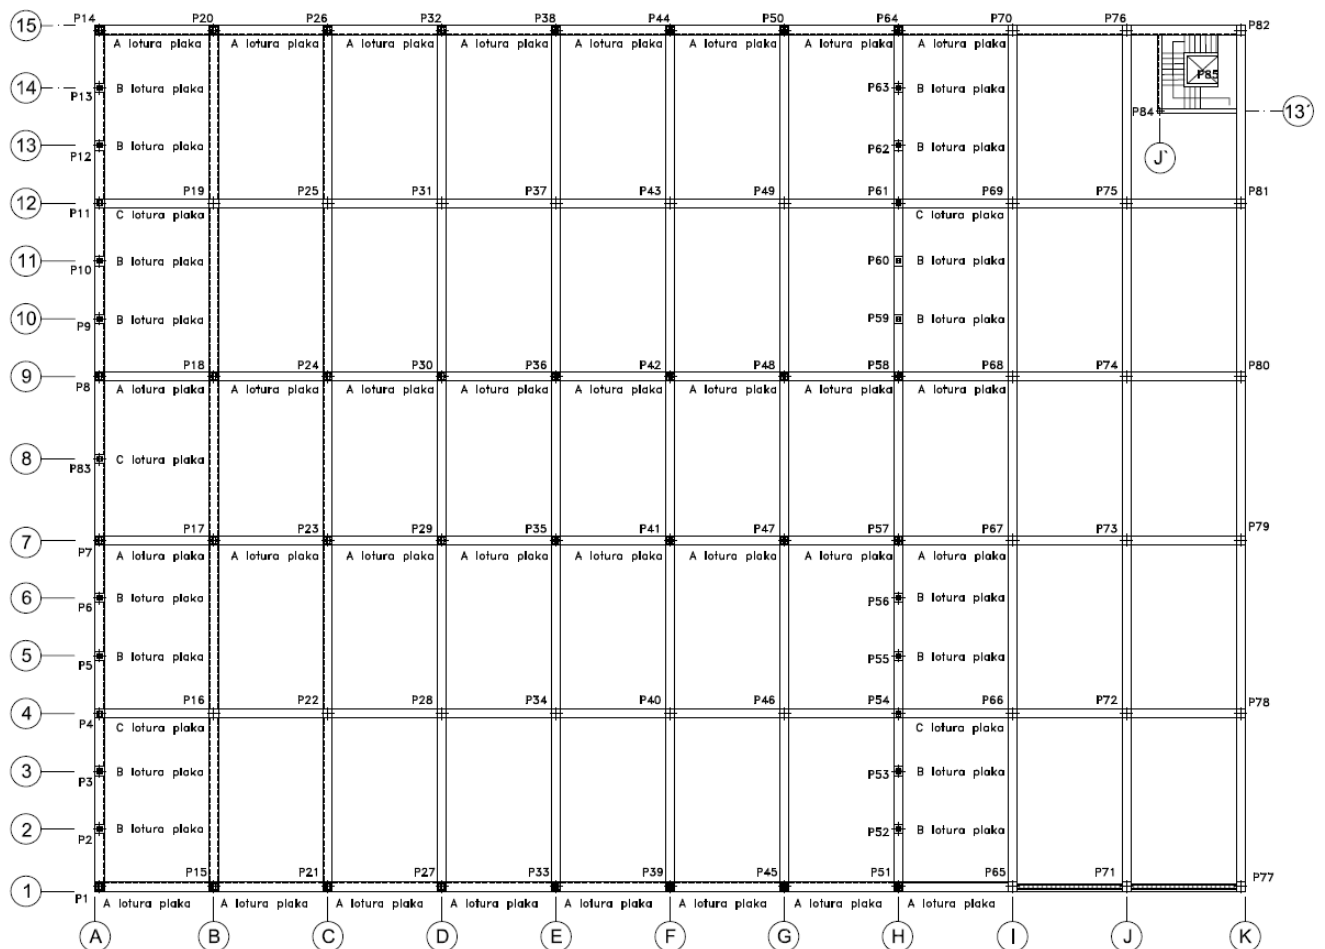 P14 P20 P26 P32 P38 P44 P50 P64 P70 P76 P82
15
A lotura plaka A lotura plaka A lotura plaka A lotura plaka A lotura plaka A lotura plaka A lotura plaka A lotura plaka
P85
14 P13 B lotura plaka P63 B lotura plaka
P84 13´
13 P12 B lotura plaka P62 B lotura plaka J`
P19 P25 P31 P37 P43 P49 P61 P69 P75 P81
12 P11
C lotura plaka C lotura plaka
11 P10 B lotura plaka P60 B lotura plaka
10 P9 B lotura plaka P59 B lotura plaka
P18 P24 P30 P36 P42 P48 P58 P68 P74 P80
9 P8
A lotura plaka A lotura plaka A lotura plaka A lotura plaka A lotura plaka A lotura plaka A lotura plaka A lotura plaka
8 P83 C lotura plaka
P17 P23 P29 P35 P41 P47 P57 P67 P73 P79
7 P7
A lotura plaka A lotura plaka A lotura plaka A lotura plaka A lotura plaka A lotura plaka A lotura plaka A lotura plaka
6 P6 B lotura plaka P56 B lotura plaka
5 P5 B lotura plaka P55 B lotura plaka
P16 P22 P28 P34 P40 P46 P54 P66 P72 P78
4 P4
C lotura plaka C lotura plaka
3 P3 B lotura plaka P53 B lotura plaka
2 P2 B lotura plaka P52 B lotura plaka
P15 P21 P27 P33 P39 P45 P51 P65 P71 P77
1 P1
A lotura plaka A lotura plaka A lotura plaka A lotura plaka A lotura plaka A lotura plaka A lotura plaka A lotura plaka
A B C D E F G H I J K